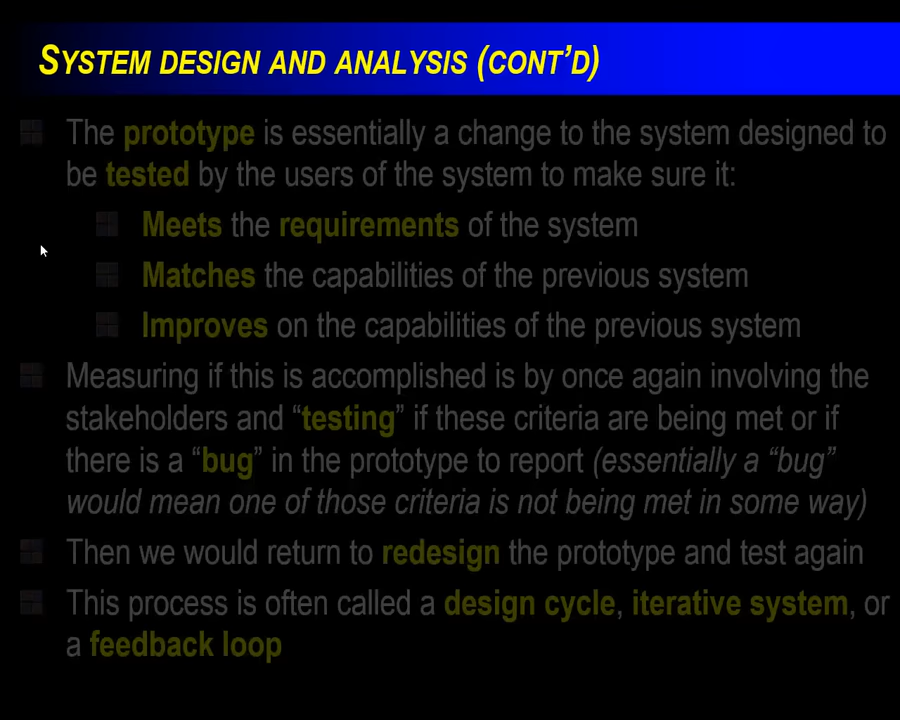 SYSTEM DESIGN AND ANALYSIS (CONT'D)
The prototype is essentially a change to the system designed to
be tested by the users of the system to make sure it:
Meets the requirements of the system
Matches the capabilities of the previous system
Improves on the capabilities of the previous system
Measuring if this is accomplished is by once again involving the
stakeholders and “testing” if these criteria are being met or if
there is a “bug” in the prototype to report (essentially a “bug”
would mean one of those criteria is not being met in some way)
Then we would return to redesign the prototype and test again
This process is often called a design cycle, iterative system, or
a feedback loop